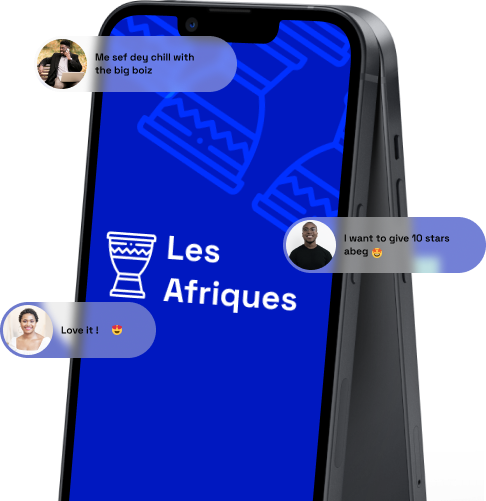 Me sef dey chill with
the big boiz
Les
Afriques
I want to give 10 stars
abeg 😍
Love it ! 😍